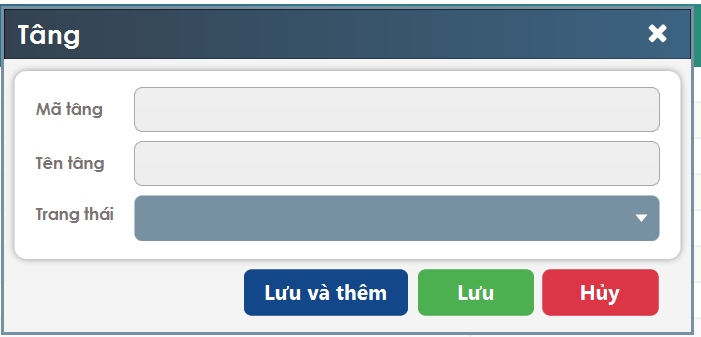 Tâng
Mã tâng
Tên tâng
Trang thái
Lưu và thêm
Lưu
Hủy